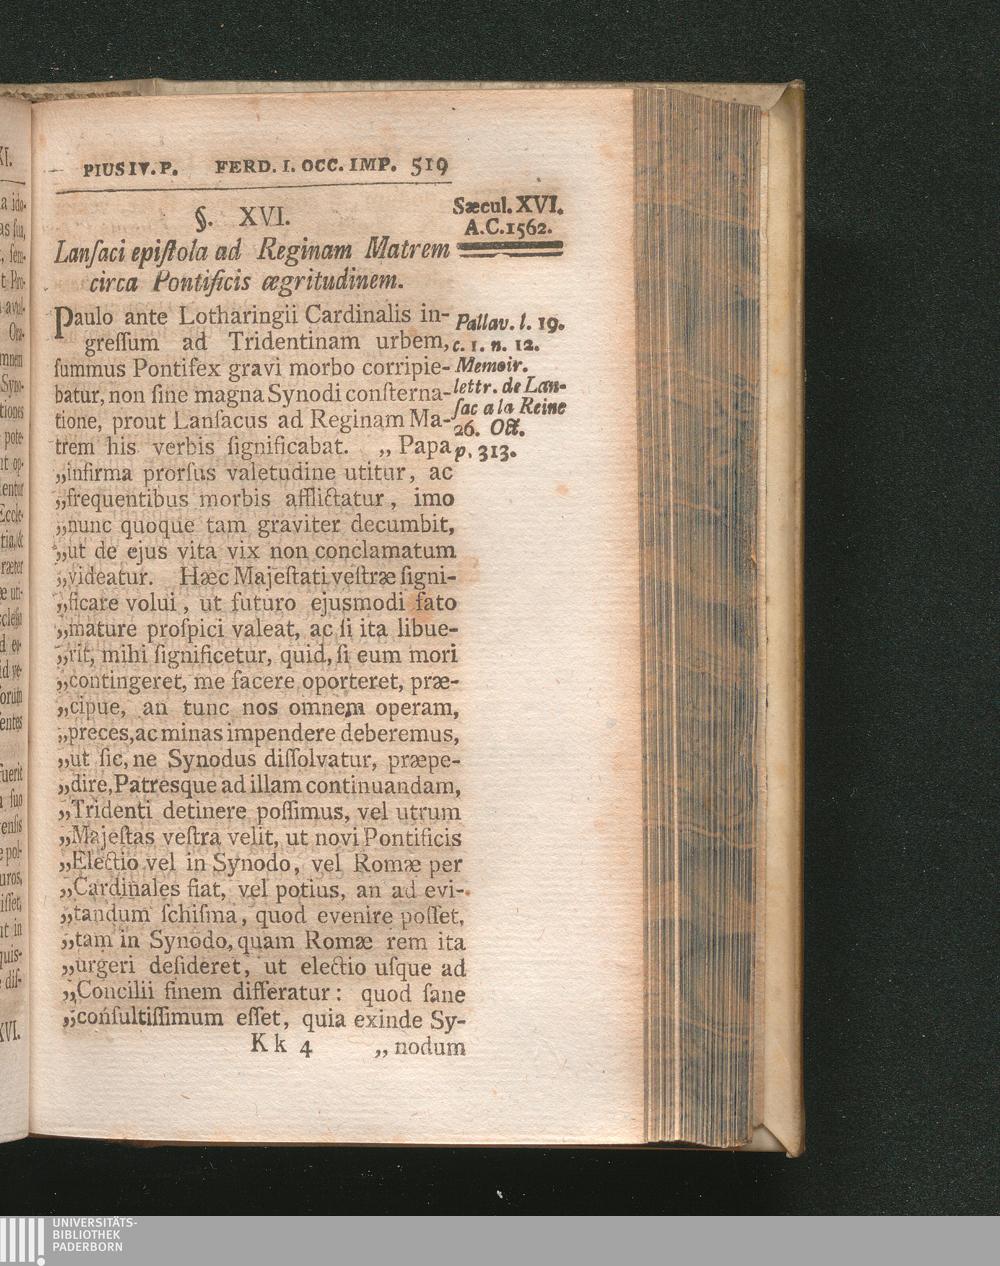 PIUS IV. P. FERD. I. OCC. IMP. 519
§. XVI.
Lanſaci epiſtola ad Reginam Matrem
circa Pontificis ægritudinem.
Sæcul. XVI.
A.C.1562.
Paulo ante Lotharingii Cardinalis in-
greſſum ad Tridentinam urbem,
ſummus Pontifex gravi morbo corripie-
batur, non ſine magna Synodi conſterna-
tione, prout Lanſacus ad Reginam Ma-
trem his verbis ſignificabat. „ Papa
„infirma prorſus valetudine utitur, ac
„frequentibus morbis afflictatur, imo
„nunc quoque tam graviter decumbit,
„ut de ejus vita vix non conclamatum
„videatur. Hæc Majeſtati veſtræ ſigni-
„ficare volui, ut futuro ejusmodi fato
„mature proſpici valeat, ac ſi ita libue-
„rit, mihi ſignificetur, quid, ſi eum mori
„contingeret, me facere oporteret, præ-
„cipue, an tunc nos omnem operam,
„preces, ac minas impendere deberemus,
„ut ſic, ne Synodus diſſolvatur, præpe-
„dire, Patresque ad illam continuandam,
„Tridenti detinere poſſimus, vel utrum
„Majeſtas veſtra velit, ut novi Pontificis
„Electio vel in Synodo, vel Romæ per
„Cardinales fiat, vel potius, an ad evi-
„tandum ſchiſma, quod evenire poſſet,
„tam in Synodo, quam Romæ rem ita
„urgeri deſideret, ut electio uſque ad
„Concilii finem differatur: quod ſane
„conſultiſſimum eſſet, quia exinde Sy-
Kk 4 „ nodum
Pallav. l. 19.
c. 1. n. 12.
Memoir.
lettr. de Lan-
ſac a la Reine
26. Oct.
p. 313.
UNIVERSITÄTS-
BIBLIOTHEK
PADERBORN